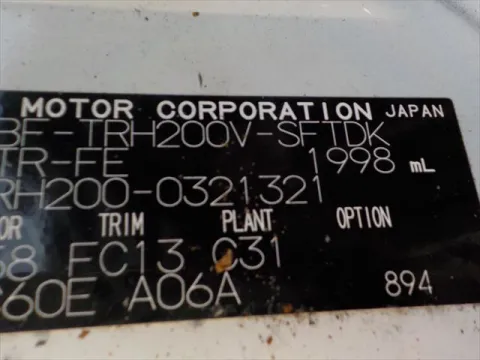 MOTOR CORPORATION JAPAN
BF-TRH200V-SFTDK
TR-FE 1998 mL
RH200-0321321
OR TRIM PLANT OPTION
58 FC13 C31
60E A06A 894